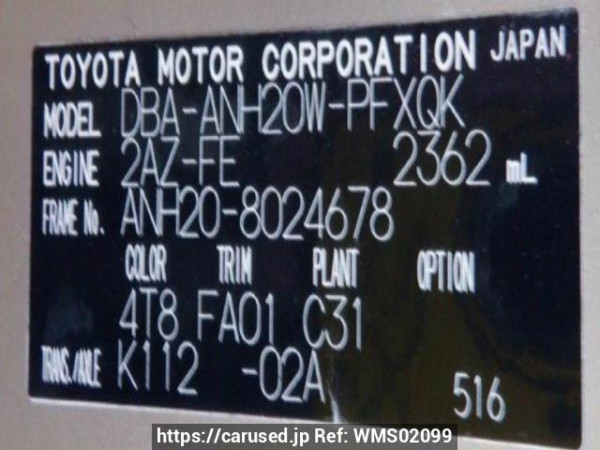 TOYOTA MOTOR CORPORATION JAPAN
MODEL DBA-ANH20W-PFXQK
ENGINE 2AZ-FE 2362 mL
FRAME No. ANH20-8024678
COLOR TRIM PLANT OPTION
4T8 FA01 C31
TRANS./AXLE K112 -02A
516
https://carused.jp Ref: WMS02099